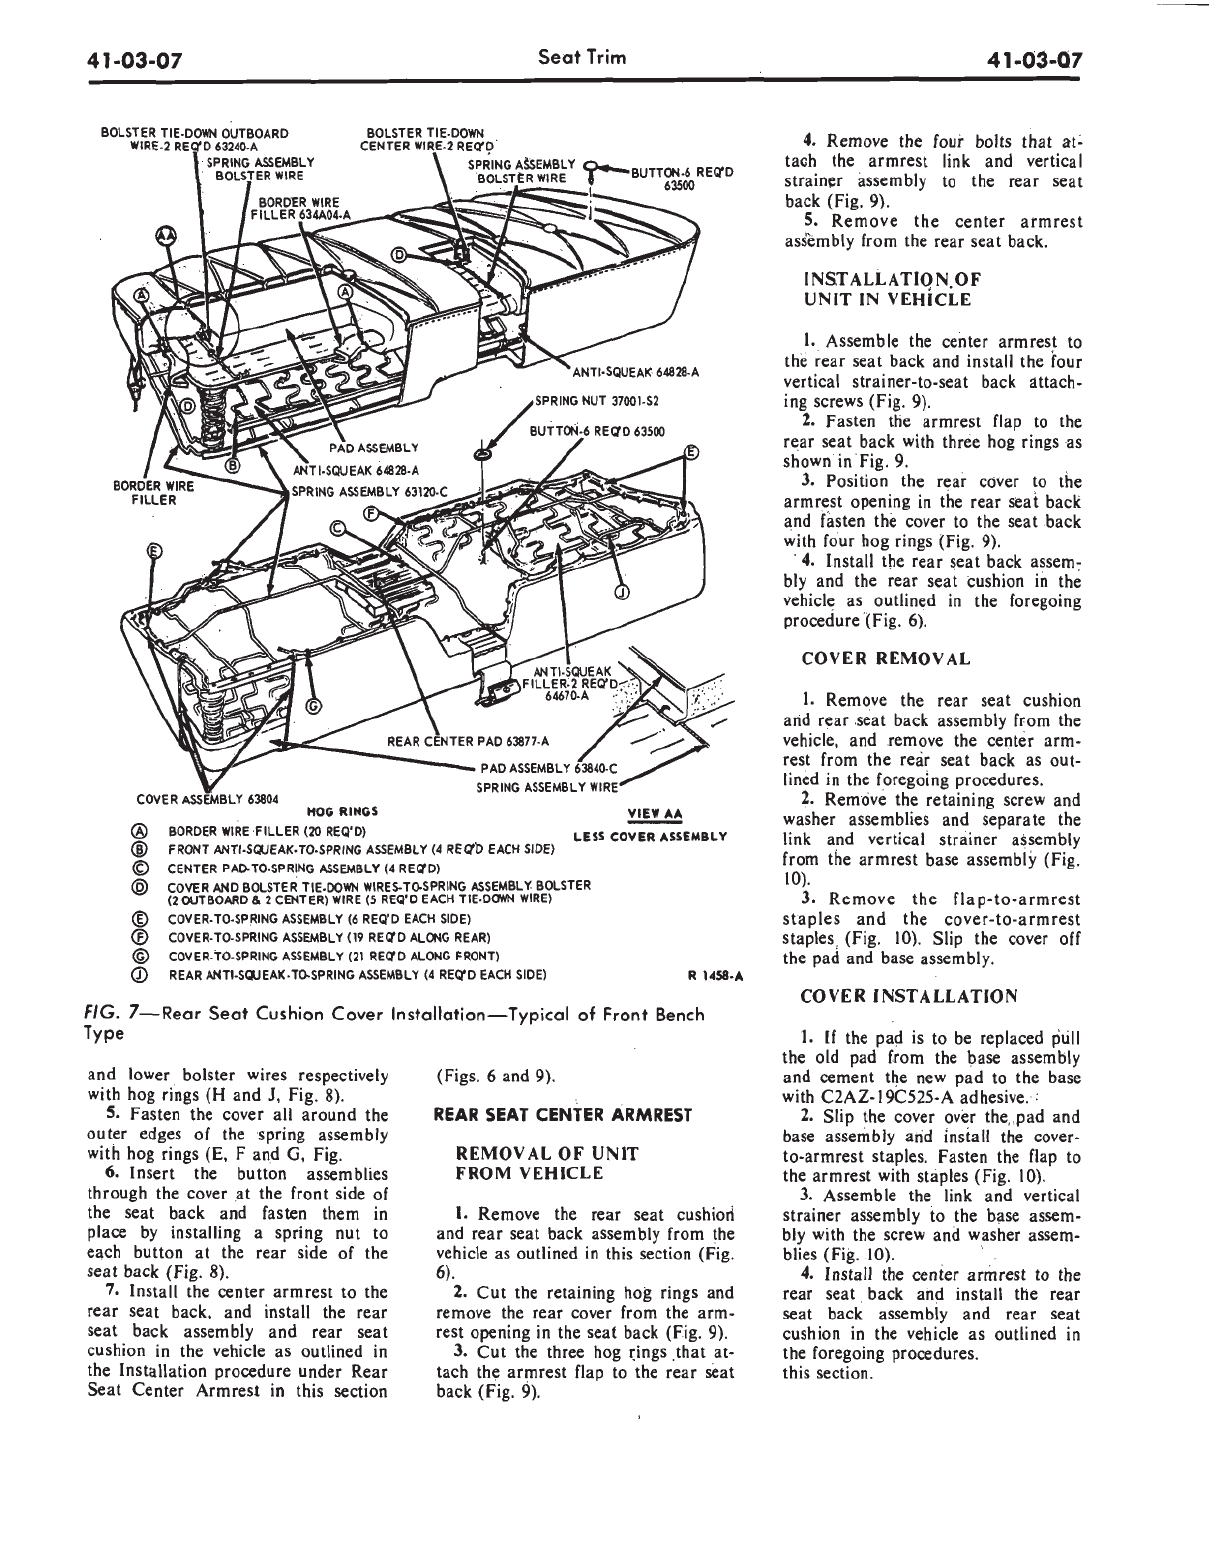 41-03-07
Seat Trim
41-03-07
BOLSTER TIE-DOWN OUTBOARD
WIRE-2 REQ'D 63240-A
BOLSTER TIE-DOWN
CENTER WIRE-2 REQ'D
SPRING ASSEMBLY
BOLSTER WIRE
SPRING ASSEMBLY
BOLSTER WIRE
BUTTON-6 REQ'D
63500
BORDER WIRE
FILLER 634A04-A
AA
D
A
A
ANTI-SQUEAK 64828-A
SPRING NUT 37001-S2
D
BUTTON-6 REQ'D 63500
PAD ASSEMBLY
E
B
ANTI-SQUEAK 64828-A
BORDER WIRE
FILLER
SPRING ASSEMBLY 63120-C
F
C
E
J
ANTI-SQUEAK
FILLER-2 REQ'D
64670-A
G
REAR CENTER PAD 63877-A
PAD ASSEMBLY 63840-C
SPRING ASSEMBLY WIRE
COVER ASSEMBLY 63804
HOG RINGS
VIEW AA
LESS COVER ASSEMBLY
A BORDER WIRE FILLER (20 REQ'D)
B FRONT ANTI-SQUEAK-TO-SPRING ASSEMBLY (4 REQ'D EACH SIDE)
C CENTER PAD-TO-SPRING ASSEMBLY (4 REQ'D)
D COVER AND BOLSTER TIE-DOWN WIRES-TO-SPRING ASSEMBLY BOLSTER
(2 OUTBOARD & 2 CENTER) WIRE (5 REQ'D EACH TIE-DOWN WIRE)
E COVER-TO-SPRING ASSEMBLY (6 REQ'D EACH SIDE)
F COVER-TO-SPRING ASSEMBLY (19 REQ'D ALONG REAR)
G COVER-TO-SPRING ASSEMBLY (21 REQ'D ALONG FRONT)
J REAR ANTI-SQUEAK-TO-SPRING ASSEMBLY (4 REQ'D EACH SIDE)
R 1458-A
FIG. 7—Rear Seat Cushion Cover Installation—Typical of Front Bench
Type
and lower bolster wires respectively
with hog rings (H and J, Fig. 8).
5. Fasten the cover all around the
outer edges of the spring assembly
with hog rings (E, F and G, Fig.
6. Insert the button assemblies
through the cover at the front side of
the seat back and fasten them in
place by installing a spring nut to
each button at the rear side of the
seat back (Fig. 8).
7. Install the center armrest to the
rear seat back, and install the rear
seat back assembly and rear seat
cushion in the vehicle as outlined in
the Installation procedure under Rear
Seat Center Armrest in this section
(Figs. 6 and 9).
REAR SEAT CENTER ARMREST
REMOVAL OF UNIT
FROM VEHICLE
1. Remove the rear seat cushion
and rear seat back assembly from the
vehicle as outlined in this section (Fig.
6).
2. Cut the retaining hog rings and
remove the rear cover from the arm-
rest opening in the seat back (Fig. 9).
3. Cut the three hog rings that at-
tach the armrest flap to the rear seat
back (Fig. 9).
4. Remove the four bolts that at-
tach the armrest link and vertical
strainer assembly to the rear seat
back (Fig. 9).
5. Remove the center armrest
assembly from the rear seat back.
INSTALLATION OF
UNIT IN VEHICLE
1. Assemble the center armrest to
the rear seat back and install the four
vertical strainer-to-seat back attach-
ing screws (Fig. 9).
2. Fasten the armrest flap to the
rear seat back with three hog rings as
shown in Fig. 9.
3. Position the rear cover to the
armrest opening in the rear seat back
and fasten the cover to the seat back
with four hog rings (Fig. 9).
4. Install the rear seat back assem-
bly and the rear seat cushion in the
vehicle as outlined in the foregoing
procedure (Fig. 6).
COVER REMOVAL
1. Remove the rear seat cushion
and rear seat back assembly from the
vehicle, and remove the center arm-
rest from the rear seat back as out-
lined in the foregoing procedures.
2. Remove the retaining screw and
washer assemblies and separate the
link and vertical strainer assembly
from the armrest base assembly (Fig.
10).
3. Remove the flap-to-armrest
staples and the cover-to-armrest
staples (Fig. 10). Slip the cover off
the pad and base assembly.
COVER INSTALLATION
1. If the pad is to be replaced pull
the old pad from the base assembly
and cement the new pad to the base
with C2AZ-19C525-A adhesive.
2. Slip the cover over the pad and
base assembly and install the cover-
to-armrest staples. Fasten the flap to
the armrest with staples (Fig. 10).
3. Assemble the link and vertical
strainer assembly to the base assem-
bly with the screw and washer assem-
blies (Fig. 10).
4. Install the center armrest to the
rear seat back and install the rear
seat back assembly and rear seat
cushion in the vehicle as outlined in
the foregoing procedures.
this section.